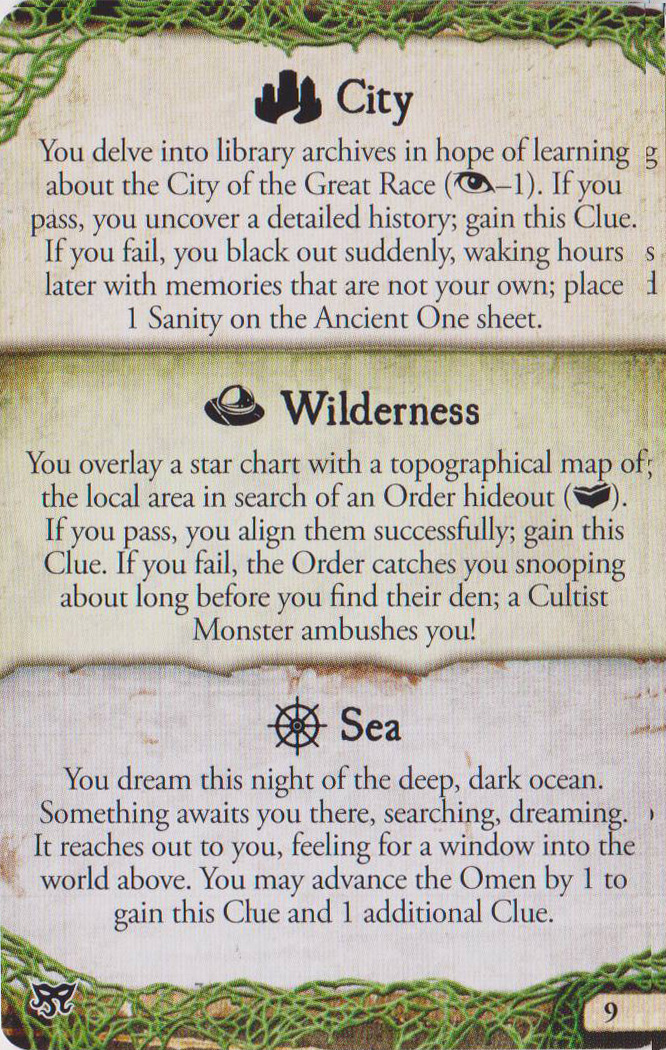 City
You delve into library archives in hope of learning g
about the City of the Great Race (–1). If you
pass, you uncover a detailed history; gain this Clue.
If you fail, you black out suddenly, waking hours s
later with memories that are not your own; place d
1 Sanity on the Ancient One sheet.
Wilderness
You overlay a star chart with a topographical map of;
the local area in search of an Order hideout ().
If you pass, you align them successfully; gain this
Clue. If you fail, the Order catches you snooping
about long before you find their den; a Cultist
Monster ambushes you!
Sea
You dream this night of the deep, dark ocean.
Something awaits you there, searching, dreaming.
It reaches out to you, feeling for a window into the
world above. You may advance the Omen by 1 to
gain this Clue and 1 additional Clue.
9